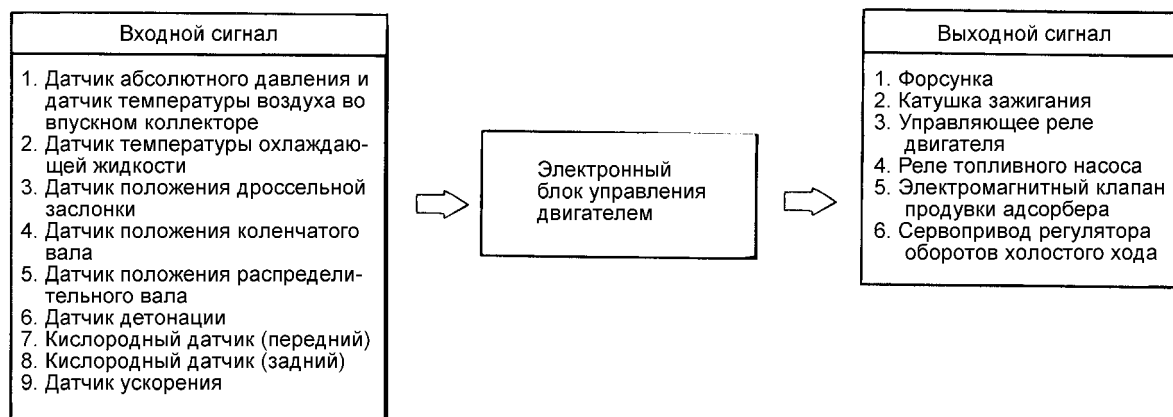 Входной сигнал
1. Датчик абсолютного давления и
датчик температуры воздуха во
впускном коллекторе
2. Датчик температуры охлаждаю-
щей жидкости
3. Датчик положения дроссельной
заслонки
4. Датчик положения коленчатого
вала
5. Датчик положения распредели-
тельного вала
6. Датчик детонации
7. Кислородный датчик (передний)
8. Кислородный датчик (задний)
9. Датчик ускорения
Электронный
блок управления
двигателем
Выходной сигнал
1. Форсунка
2. Катушка зажигания
3. Управляющее реле
двигателя
4. Реле топливного насоса
5. Электромагнитный клапан
продувки адсорбера
6. Сервопривод регулятора
оборотов холостого хода